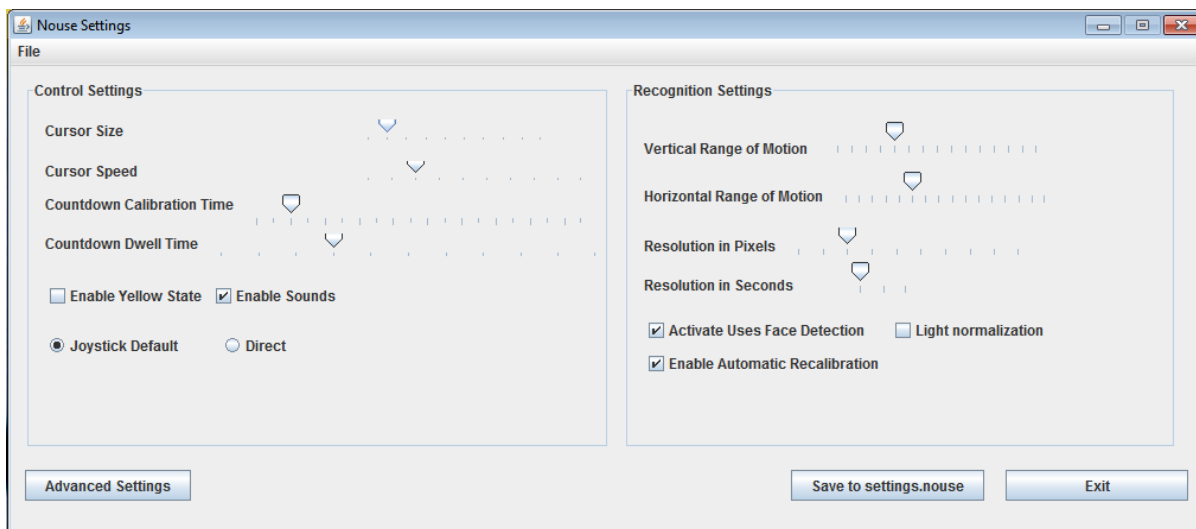 Nouse Settings
File
Control Settings
Cursor Size
Cursor Speed
Countdown Calibration Time
Countdown Dwell Time
Enable Yellow State
Enable Sounds
Joystick Default
Direct
Recognition Settings
Vertical Range of Motion
Horizontal Range of Motion
Resolution in Pixels
Resolution in Seconds
Activate Uses Face Detection
Light normalization
Enable Automatic Recalibration
Advanced Settings
Save to settings.nouse
Exit